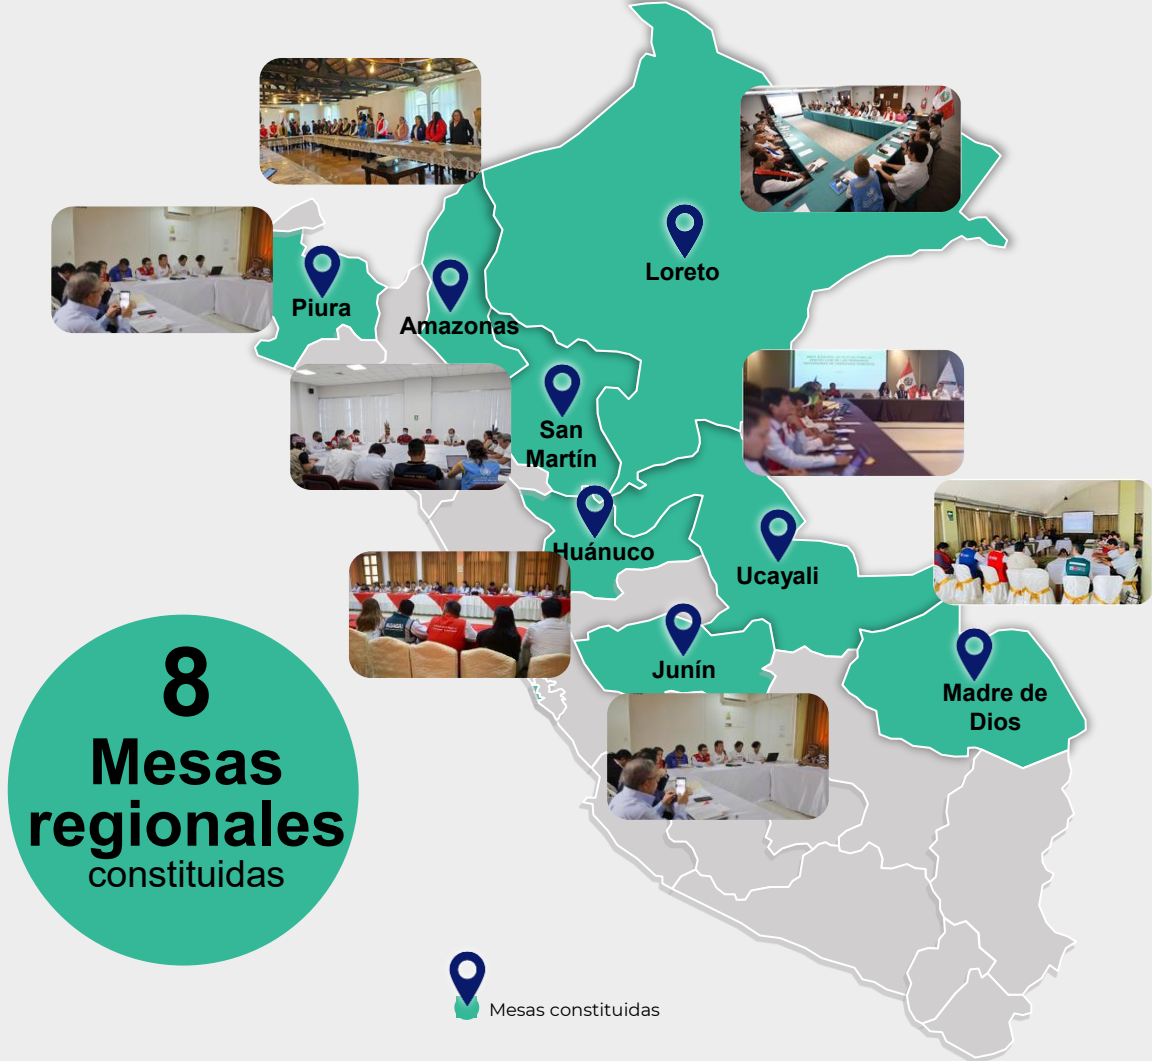 Loreto
Piura
Amazonas
San
Martín
Huánuco
Ucayali
Junín
Madre de
Dios
8
Mesas
regionales
constituidas
Mesas constituidas